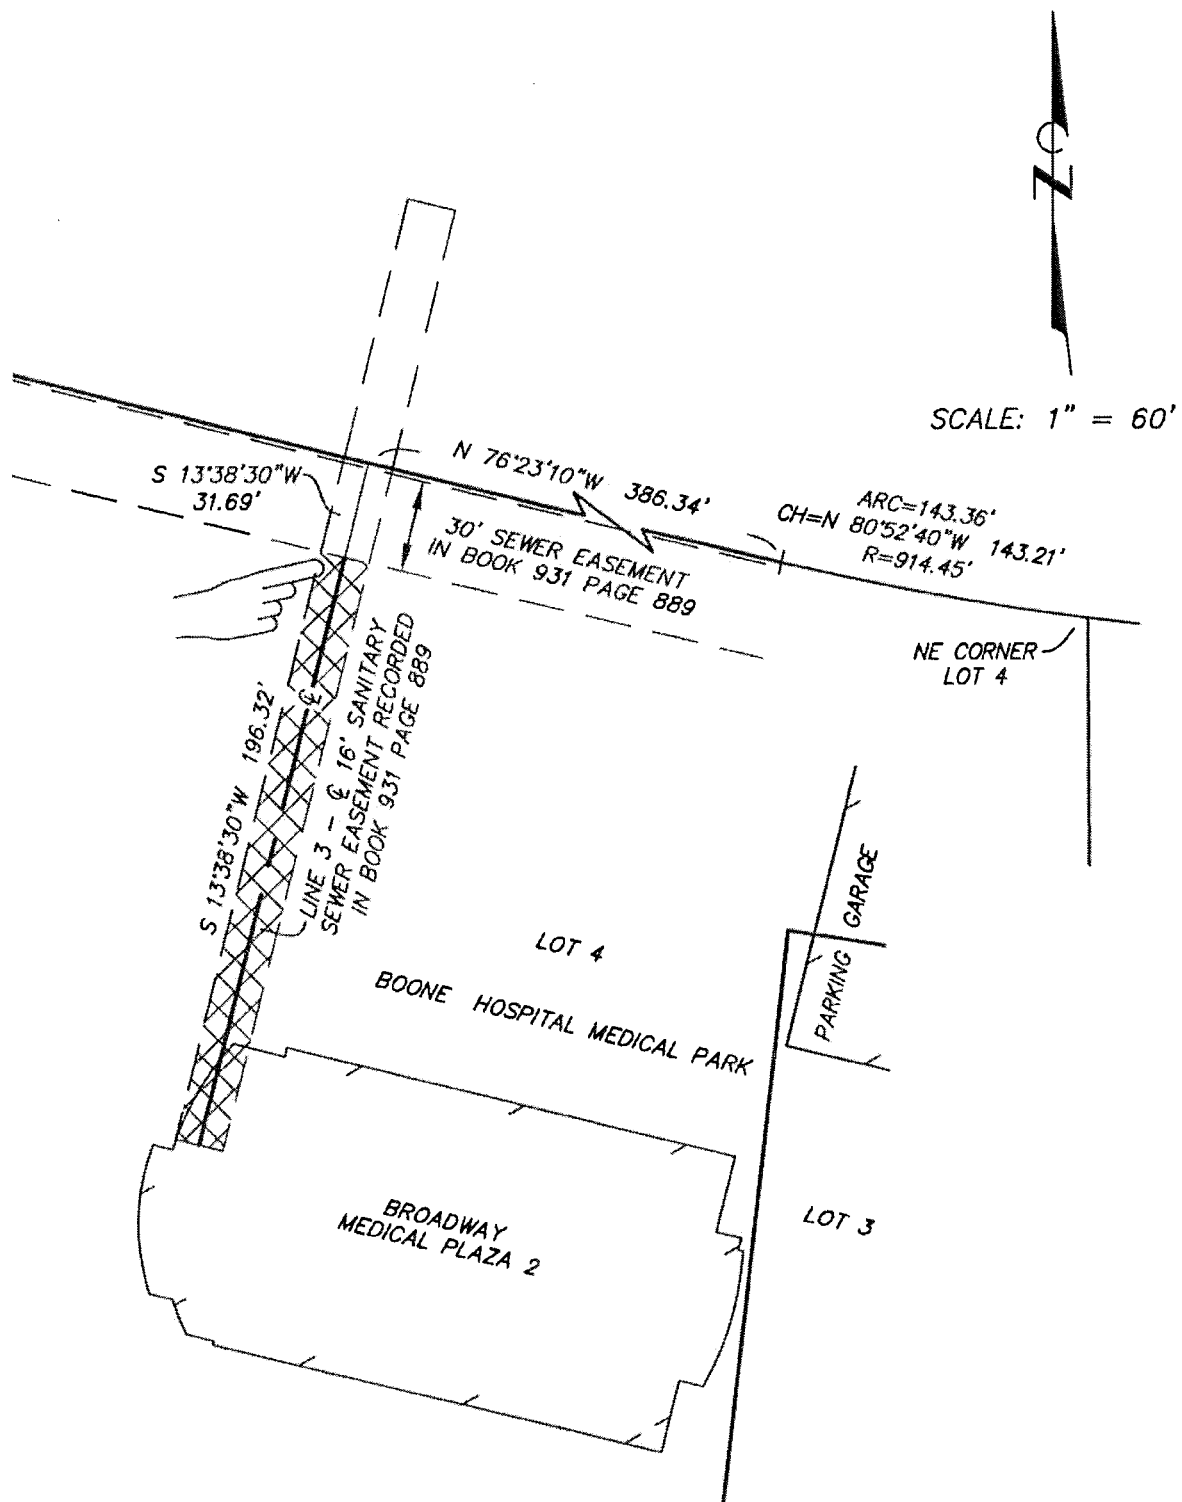 N
SCALE: 1" = 60'
S 13°38'30"W
31.69'
N 76°23'10"W 386.34'
ARC=143.36'
CH=N 80°52'40"W 143.21'
R=914.45'
30' SEWER EASEMENT
IN BOOK 931 PAGE 889
NE CORNER
LOT 4
S 13°38'30"W 196.32'
℄
LINE 3 - ℄ 16' SANITARY
SEWER EASEMENT RECORDED
IN BOOK 931 PAGE 889
PARKING GARAGE
LOT 4
BOONE HOSPITAL MEDICAL PARK
LOT 3
BROADWAY
MEDICAL PLAZA 2